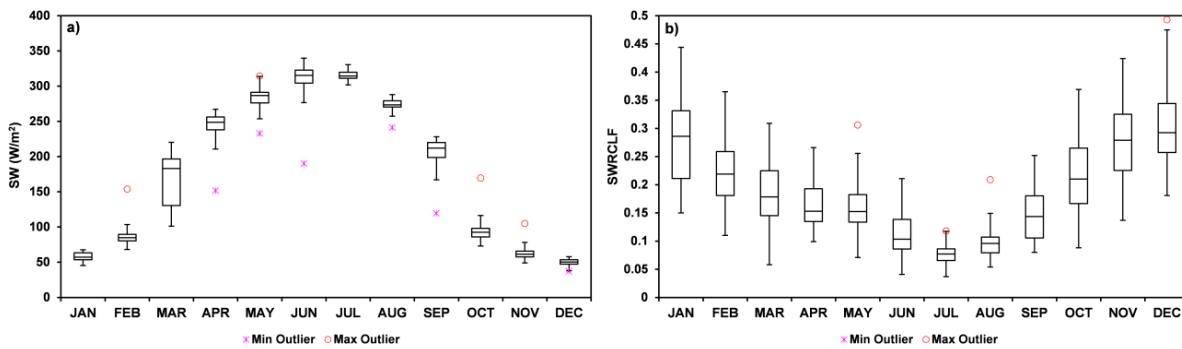 a)
SW (W/m²)
400
350
300
250
200
150
100
50
0
JAN FEB MAR APR MAY JUN JUL AUG SEP OCT NOV DEC
Min Outlier Max Outlier
b)
SWRCLF
0.5
0.45
0.4
0.35
0.3
0.25
0.2
0.15
0.1
0.05
0
JAN FEB MAR APR MAY JUN JUL AUG SEP OCT NOV DEC
Min Outlier Max Outlier